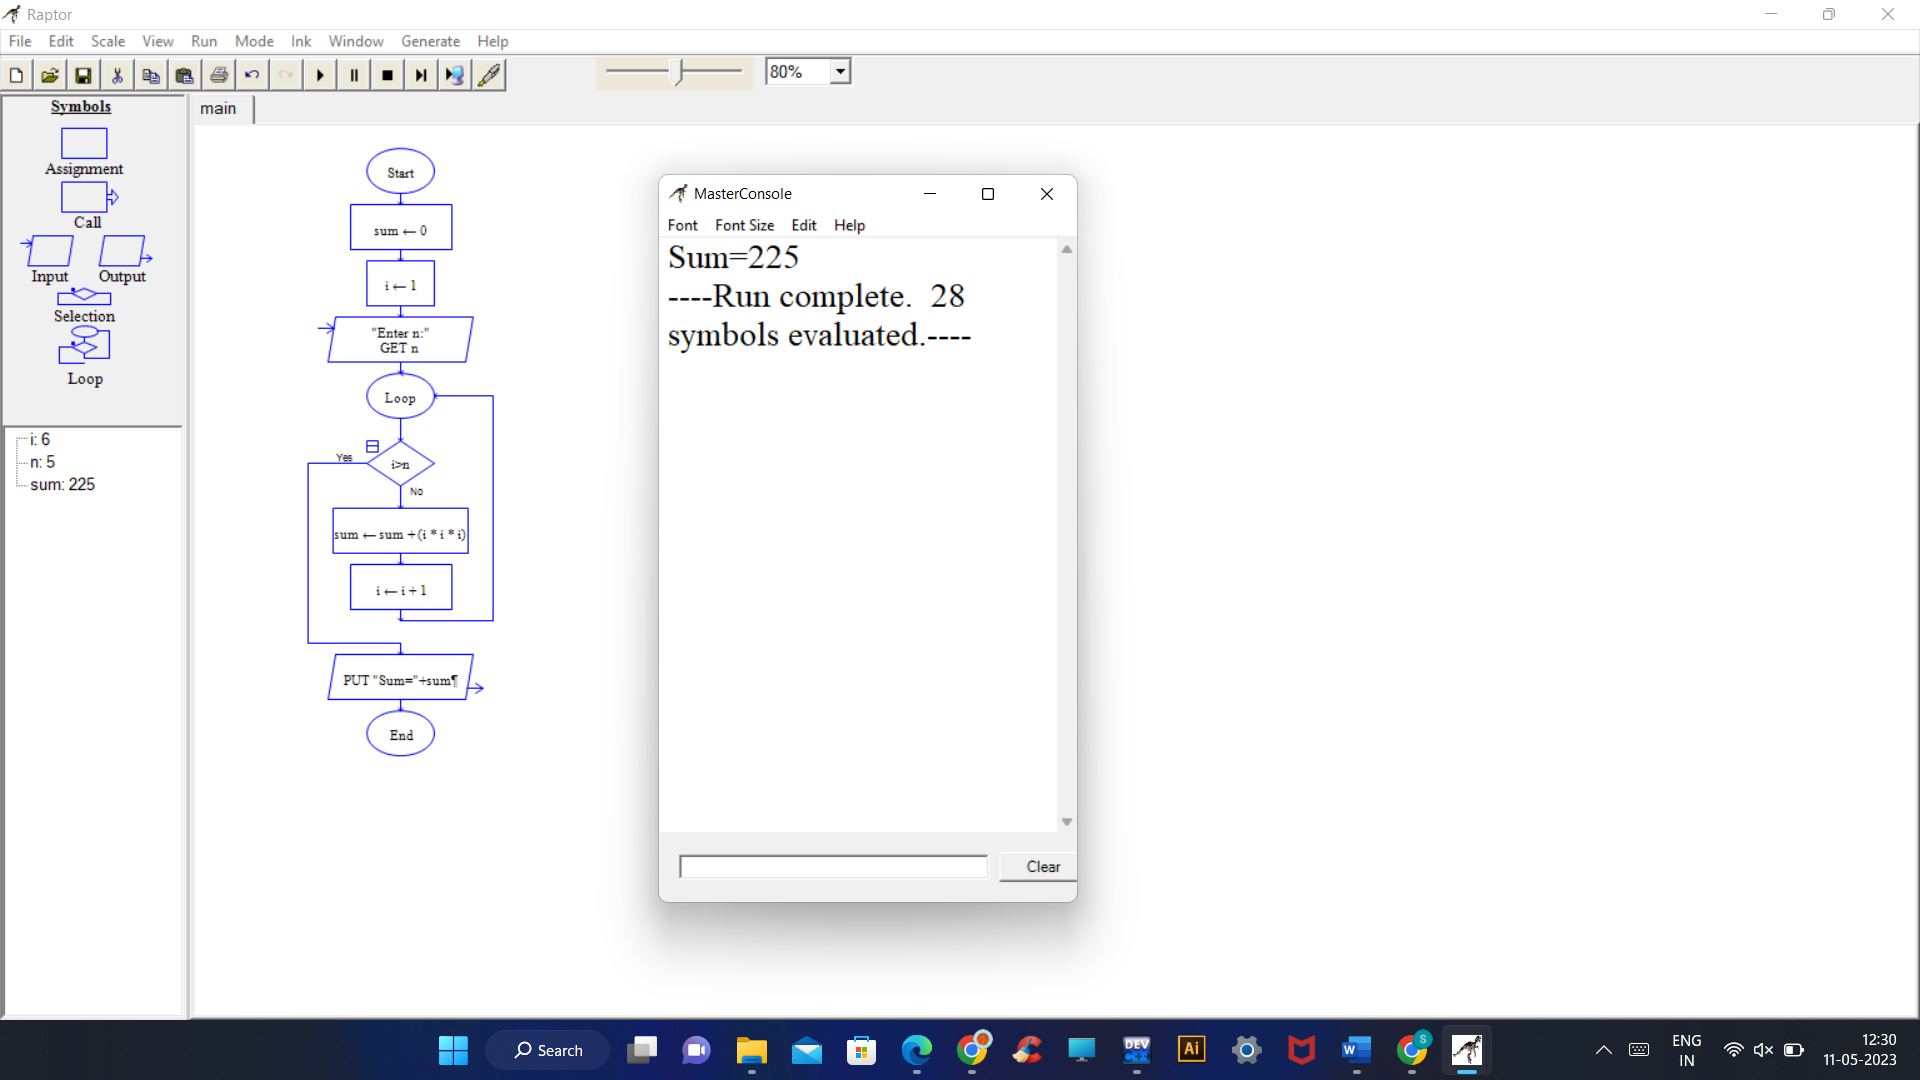 Raptor
File Edit Scale View Run Mode Ink Window Generate Help
80%
Symbols
Assignment
Call
Input Output
Selection
Loop
i: 6
n: 5
sum: 225
main
Start
sum ← 0
i ← 1
"Enter n:"
GET n
Loop
Yes
i>n
No
sum ← sum + (i * i * i)
i ← i + 1
PUT "Sum="+sum¶
End
MasterConsole
Font Font Size Edit Help
Sum=225
----Run complete.  28
symbols evaluated.----
Clear
Search
DEV
C++
Ai
W
S
ENG
IN
12:30
11-05-2023